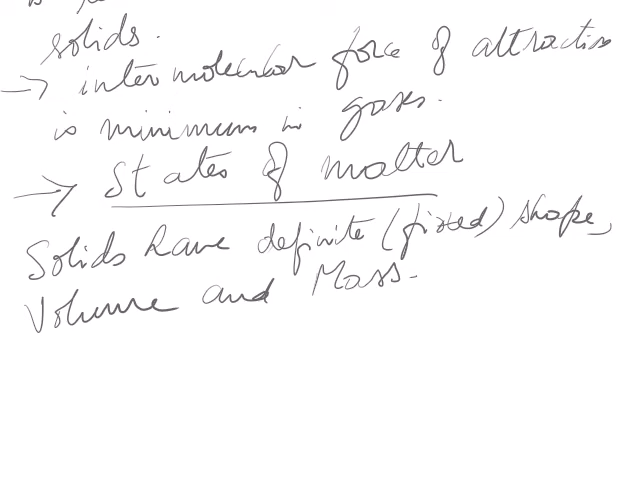 solids.
→ intermolecular force of attraction
is minimum in gases.
→ States of matter
Solids have definite (fixed) shape,
Volume and Mass.